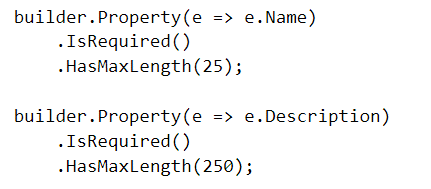 builder.Property(e => e.Name)
    .IsRequired()
    .HasMaxLength(25);

builder.Property(e => e.Description)
    .IsRequired()
    .HasMaxLength(250);